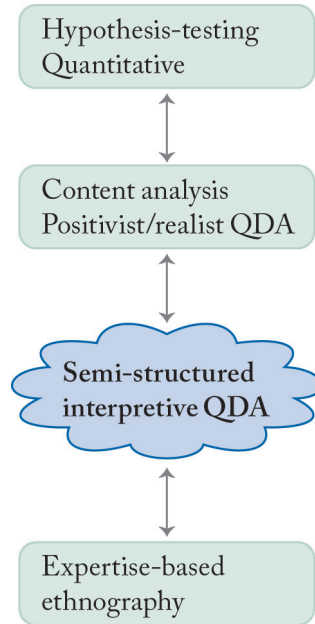 Hypothesis-testing
Quantitative
Content analysis
Positivist/realist QDA
Semi-structured
interpretive QDA
Expertise-based
ethnography